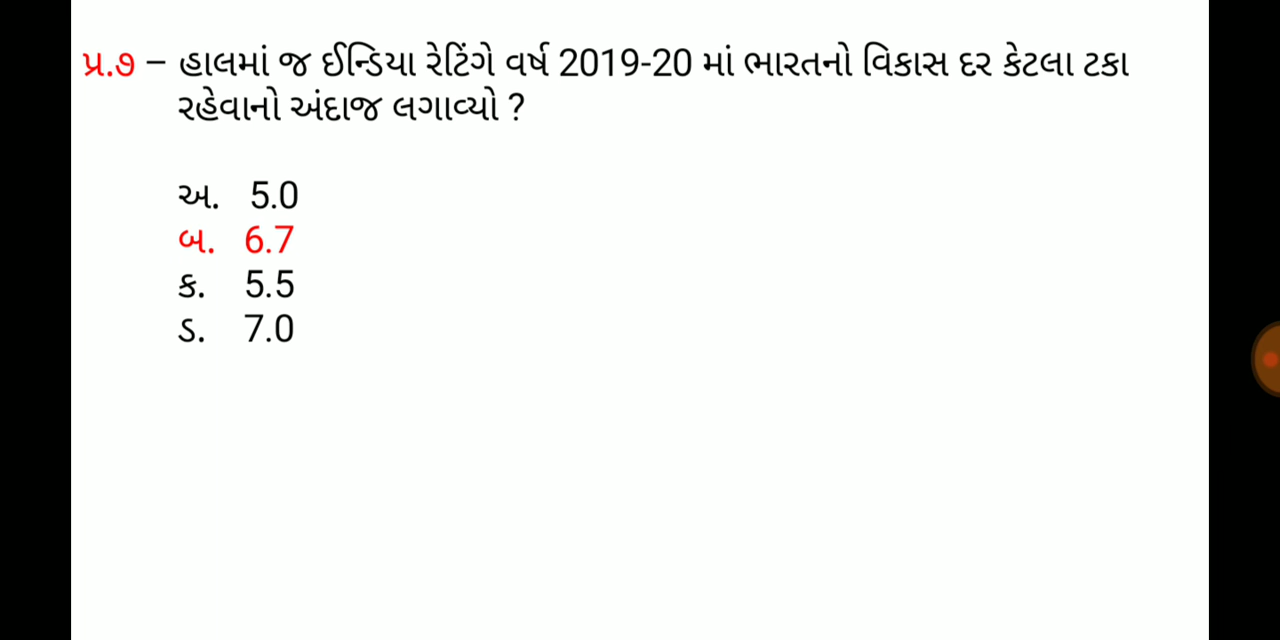 પ્ર.૭ – હાલમાં જ ઈન્ડિયા રેટિંગે વર્ષ 2019-20 માં ભારતનો વિકાસ દર કેટલા ટકા
રહેવાનો અંદાજ લગાવ્યો ?
અ. 5.0
બ. 6.7
ક. 5.5
ડ. 7.0